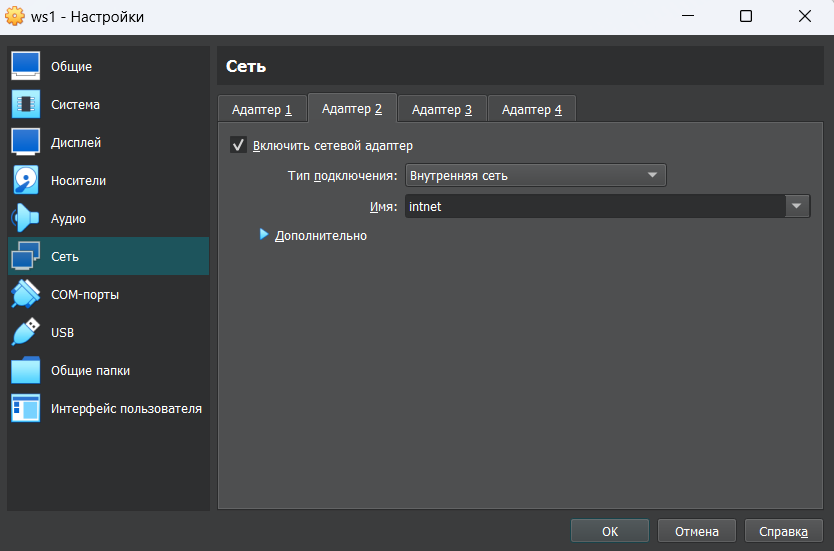 ws1 - Настройки
Общие
Система
Дисплей
Носители
Аудио
Сеть
COM-порты
USB
Общие папки
Интерфейс пользователя
Сеть
Адаптер 1
Адаптер 2
Адаптер 3
Адаптер 4
Включить сетевой адаптер
Тип подключения: Внутренняя сеть
Имя: intnet
Дополнительно
ОК
Отмена
Справка